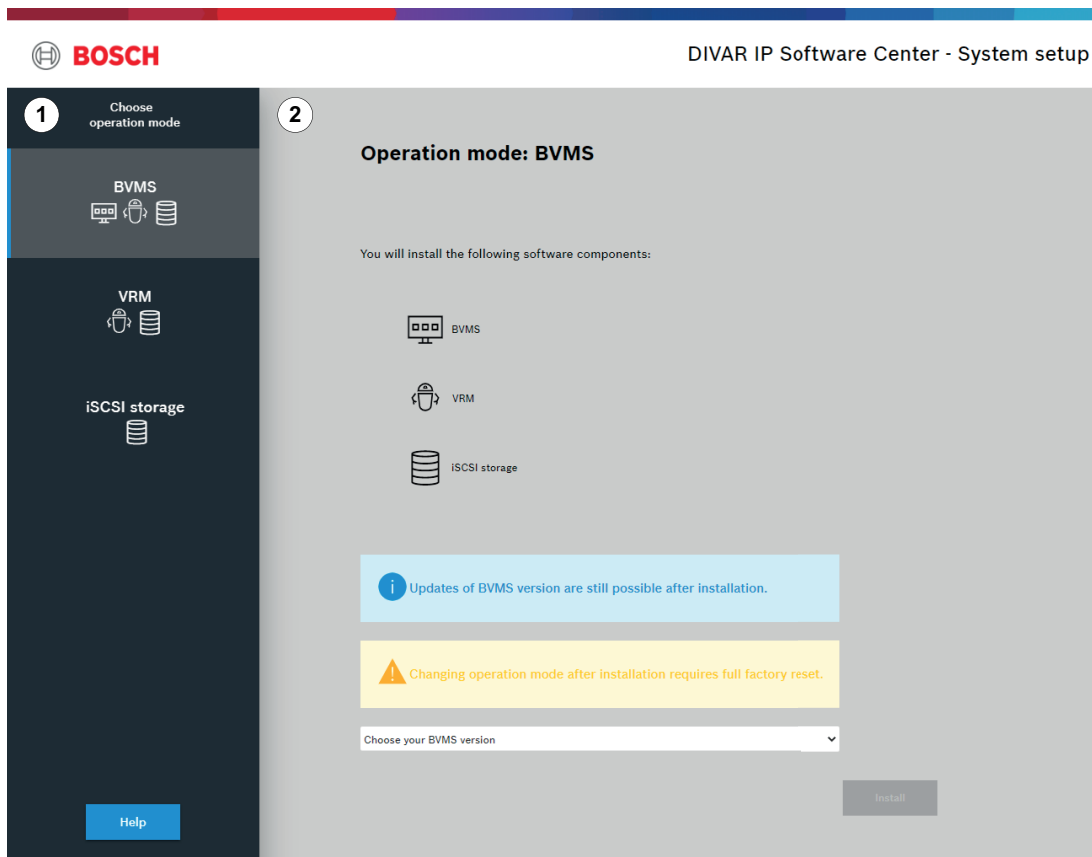 BOSCH
DIVAR IP Software Center - System setup
1
Choose
operation mode
BVMS
VRM
iSCSI storage
Help
2
Operation mode: BVMS
You will install the following software components:
BVMS
VRM
iSCSI storage
Updates of BVMS version are still possible after installation.
Changing operation mode after installation requires full factory reset.
Choose your BVMS version
Install